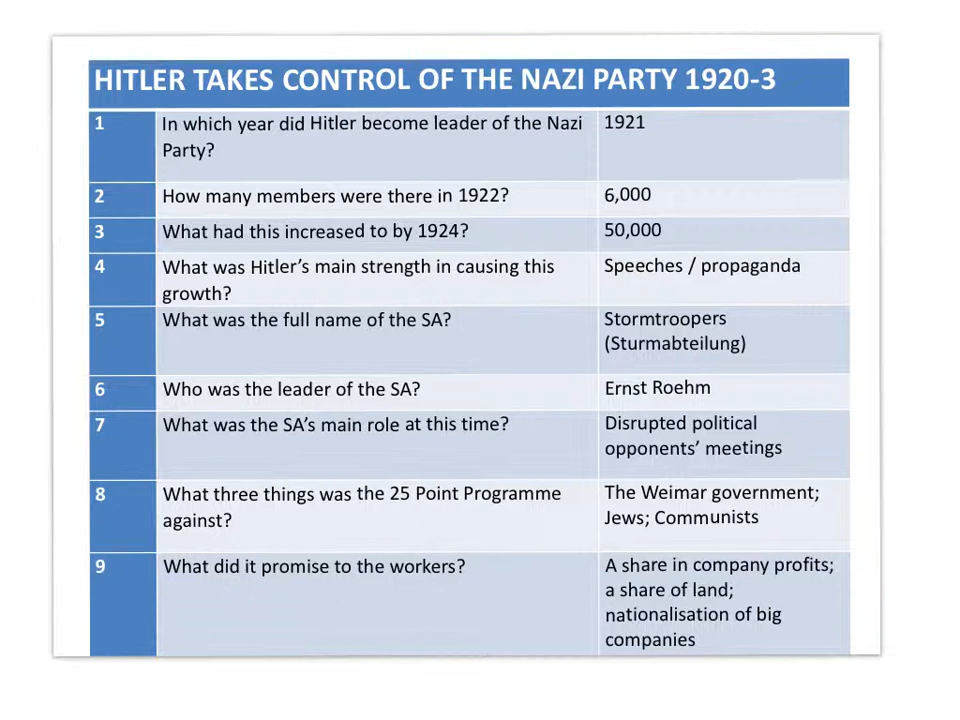 HITLER TAKES CONTROL OF THE NAZI PARTY 1920-3
1 In which year did Hitler become leader of the Nazi 1921
Party?
2 How many members were there in 1922? 6,000
3 What had this increased to by 1924? 50,000
4 What was Hitler's main strength in causing this Speeches / propaganda
growth?
5 What was the full name of the SA? Stormtroopers
(Sturmabteilung)
6 Who was the leader of the SA? Ernst Roehm
7 What was the SA's main role at this time? Disrupted political
opponents' meetings
8 What three things was the 25 Point Programme The Weimar government;
against? Jews; Communists
9 What did it promise to the workers? A share in company profits;
a share of land;
nationalisation of big
companies